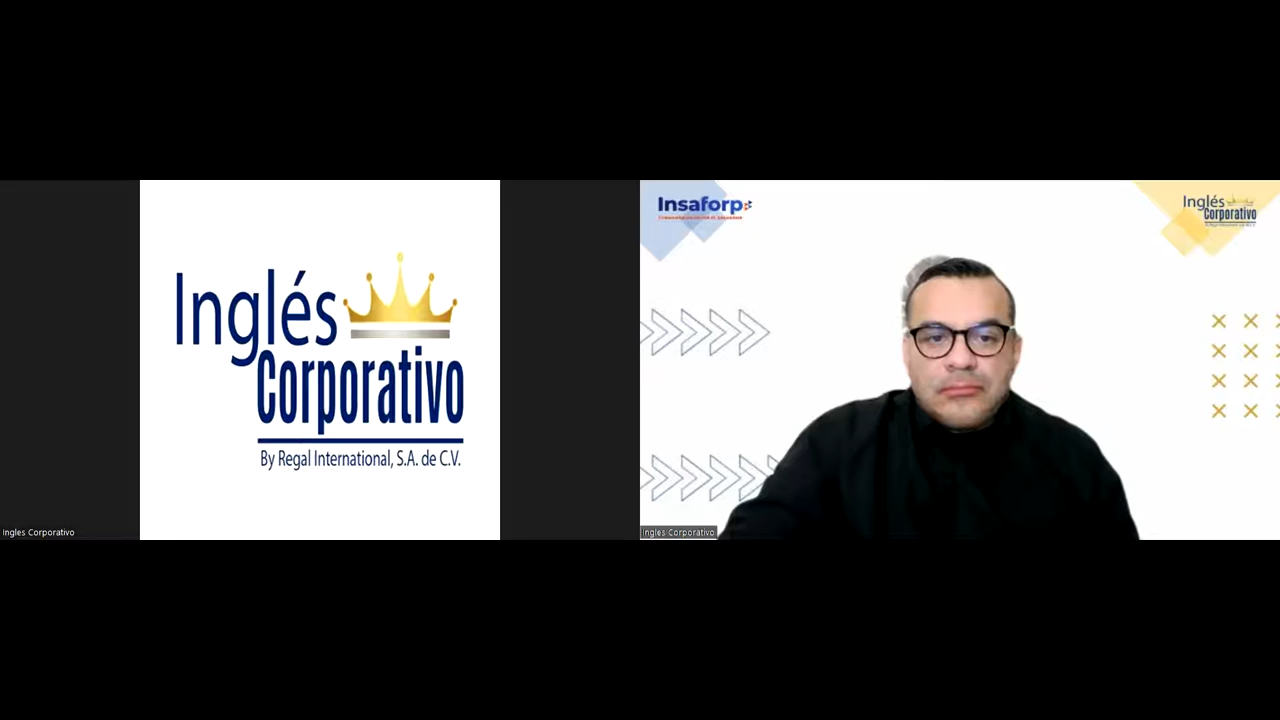 Inglés
Corporativo
By Regal International, S.A. de C.V.
Ingles Corporativo
Insaforp
Inglés
Corporativo
Ingles Corporativo